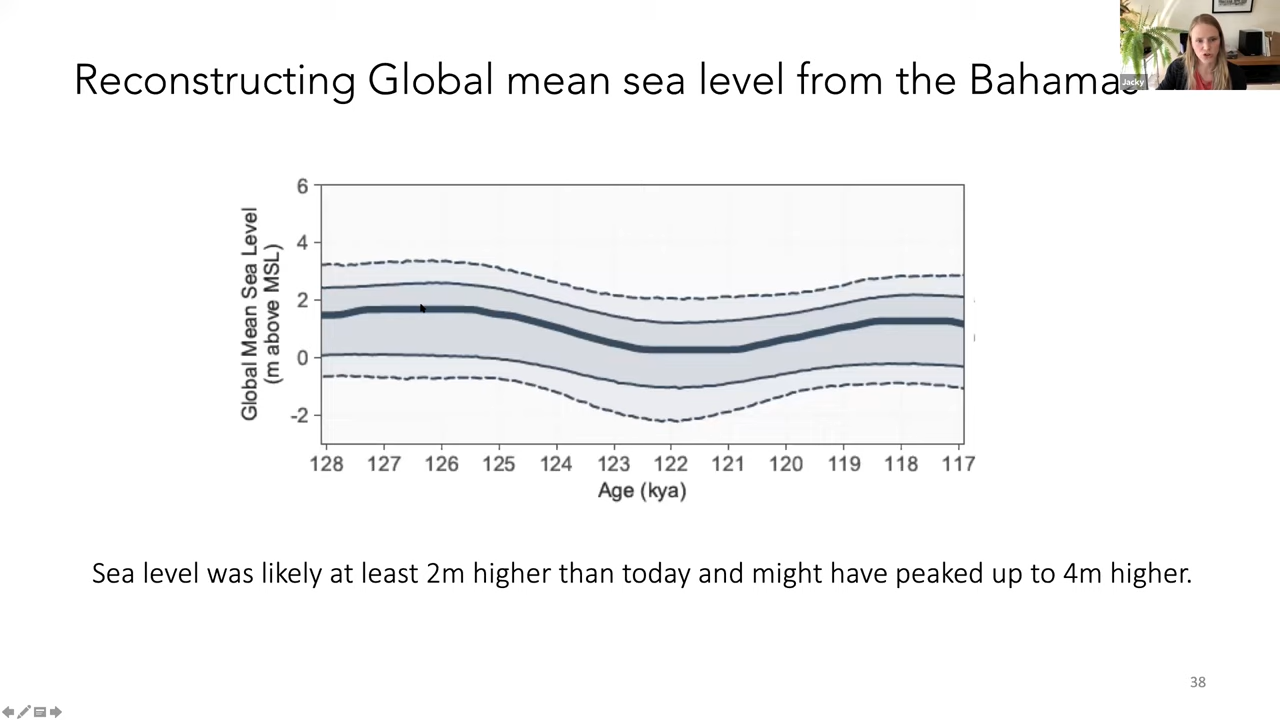 Jacky
Reconstructing Global mean sea level from the Bahamas
Global Mean Sea Level
(m above MSL)
6
4
2
0
-2
128 127 126 125 124 123 122 121 120 119 118 117
Age (kya)
Sea level was likely at least 2m higher than today and might have peaked up to 4m higher.
38